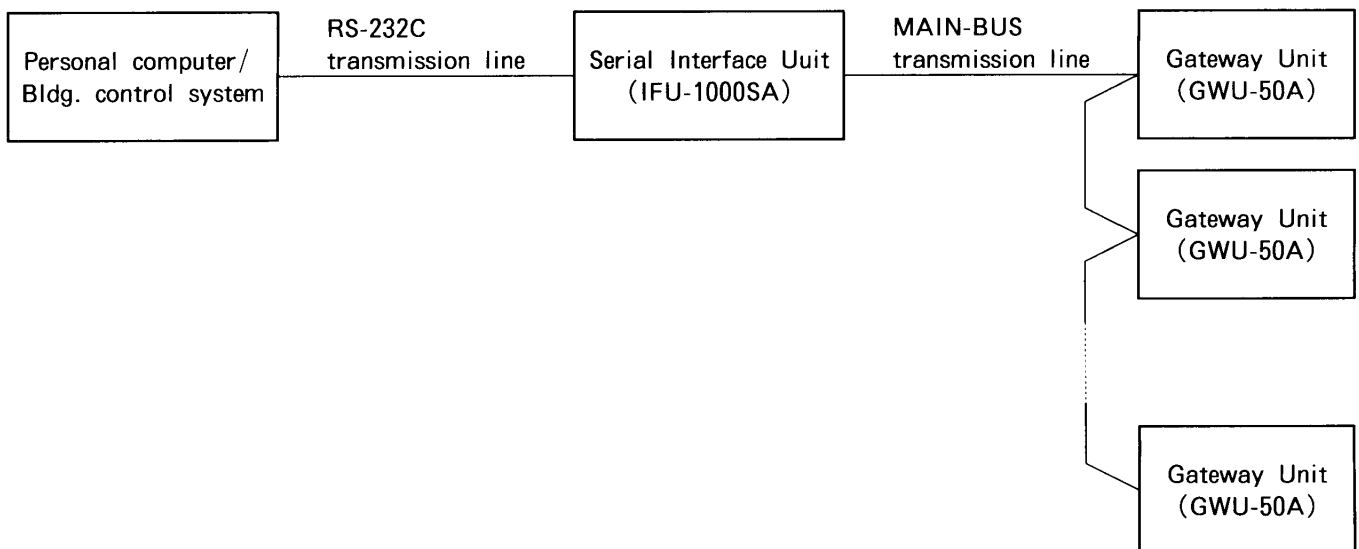 Personal computer/
Bldg. control system
RS-232C
transmission line
Serial Interface Uuit
(IFU-1000SA)
MAIN-BUS
transmission line
Gateway Unit
(GWU-50A)
Gateway Unit
(GWU-50A)
Gateway Unit
(GWU-50A)